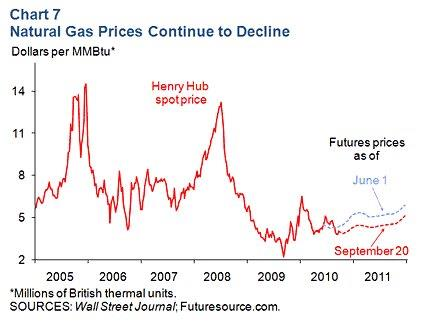 Chart 7
Natural Gas Prices Continue to Decline
Dollars per MMBtu*
14
11
8
5
2
Henry Hub
spot price
Futures prices
as of
June 1
September 20
2005 2006 2007 2008 2009 2010 2011
*Millions of British thermal units.
SOURCES: Wall Street Journal; Futuresource.com.